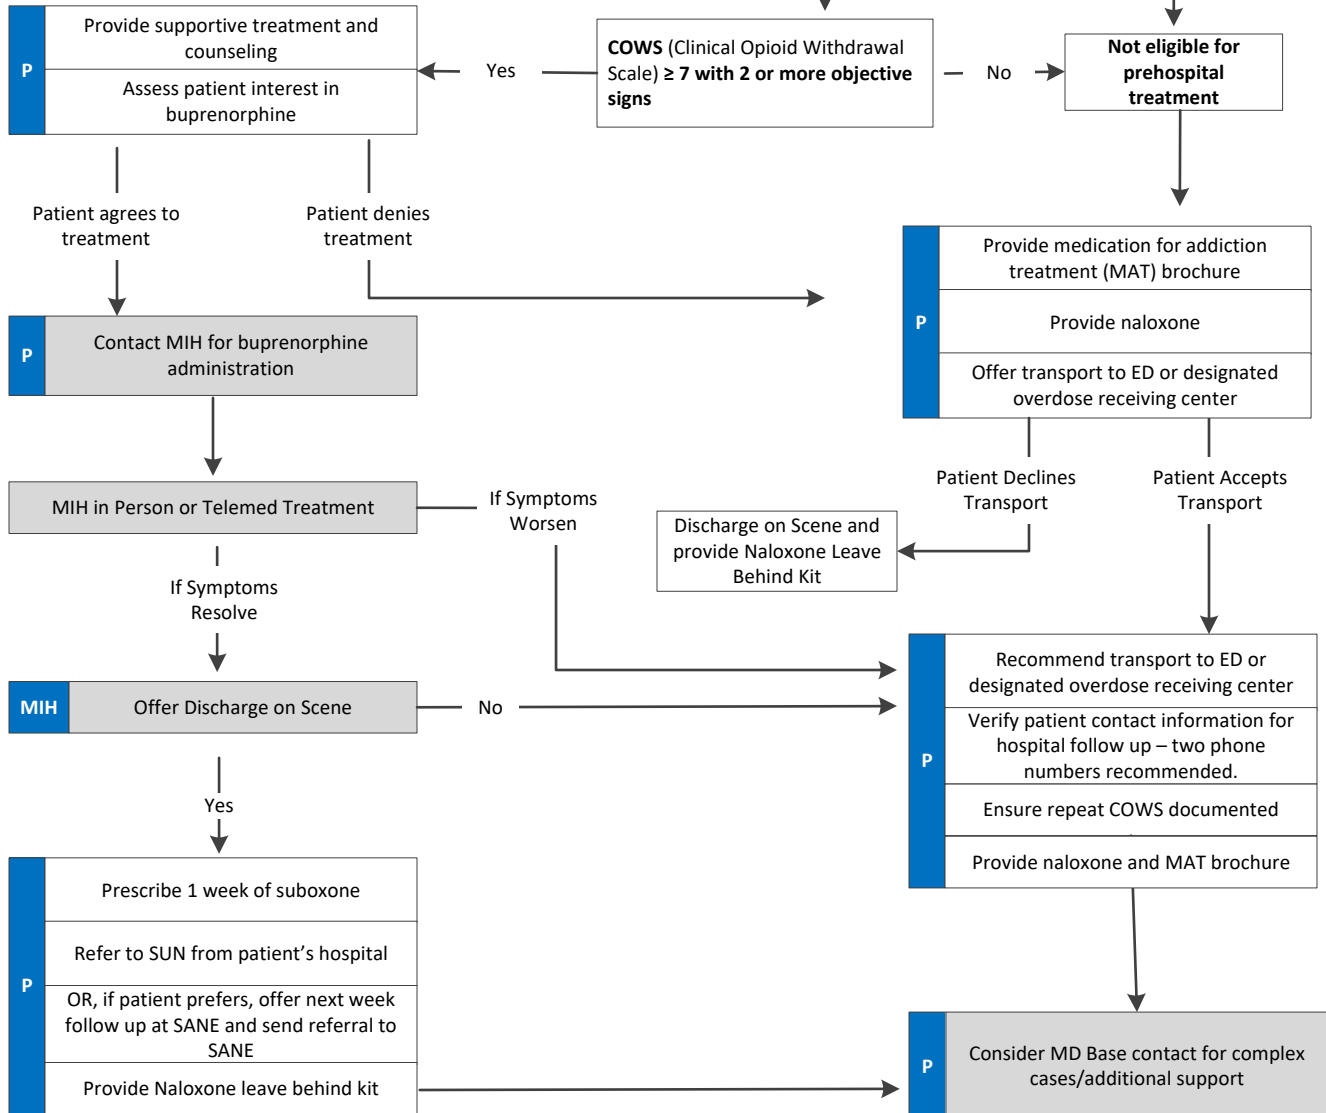 P
Provide supportive treatment and
counseling
Assess patient interest in
buprenorphine
Yes
COWS (Clinical Opioid Withdrawal
Scale) ≥ 7 with 2 or more objective
signs
No
Not eligible for
prehospital
treatment
Patient agrees to
treatment
Patient denies
treatment
P
Provide medication for addiction
treatment (MAT) brochure
Provide naloxone
Offer transport to ED or designated
overdose receiving center
P
Contact MIH for buprenorphine
administration
Patient Declines
Transport
Patient Accepts
Transport
MIH in Person or Telemed Treatment
If Symptoms
Worsen
Discharge on Scene and
provide Naloxone Leave
Behind Kit
If Symptoms
Resolve
MIH
Offer Discharge on Scene
No
P
Recommend transport to ED or
designated overdose receiving center
Verify patient contact information for
hospital follow up – two phone
numbers recommended.
Ensure repeat COWS documented
Provide naloxone and MAT brochure
Yes
P
Prescribe 1 week of suboxone
Refer to SUN from patient’s hospital
OR, if patient prefers, offer next week
follow up at SANE and send referral to
SANE
Provide Naloxone leave behind kit
P
Consider MD Base contact for complex
cases/additional support